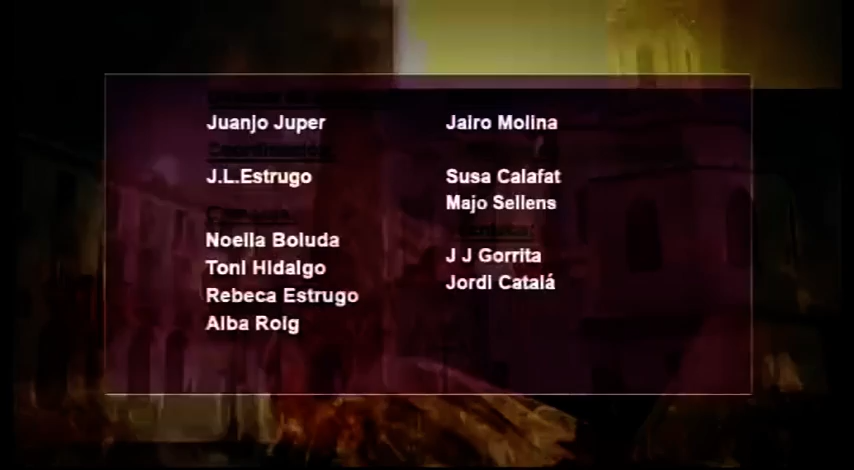 Juanjo Juper
Coordinación
J.L.Estrugo
Noelia Boluda
Toni Hidalgo
Rebeca Estrugo
Alba Roig
Jairo Molina
Susa Calafat
Majo Sellens
J J Gorrita
Jordi Catalá